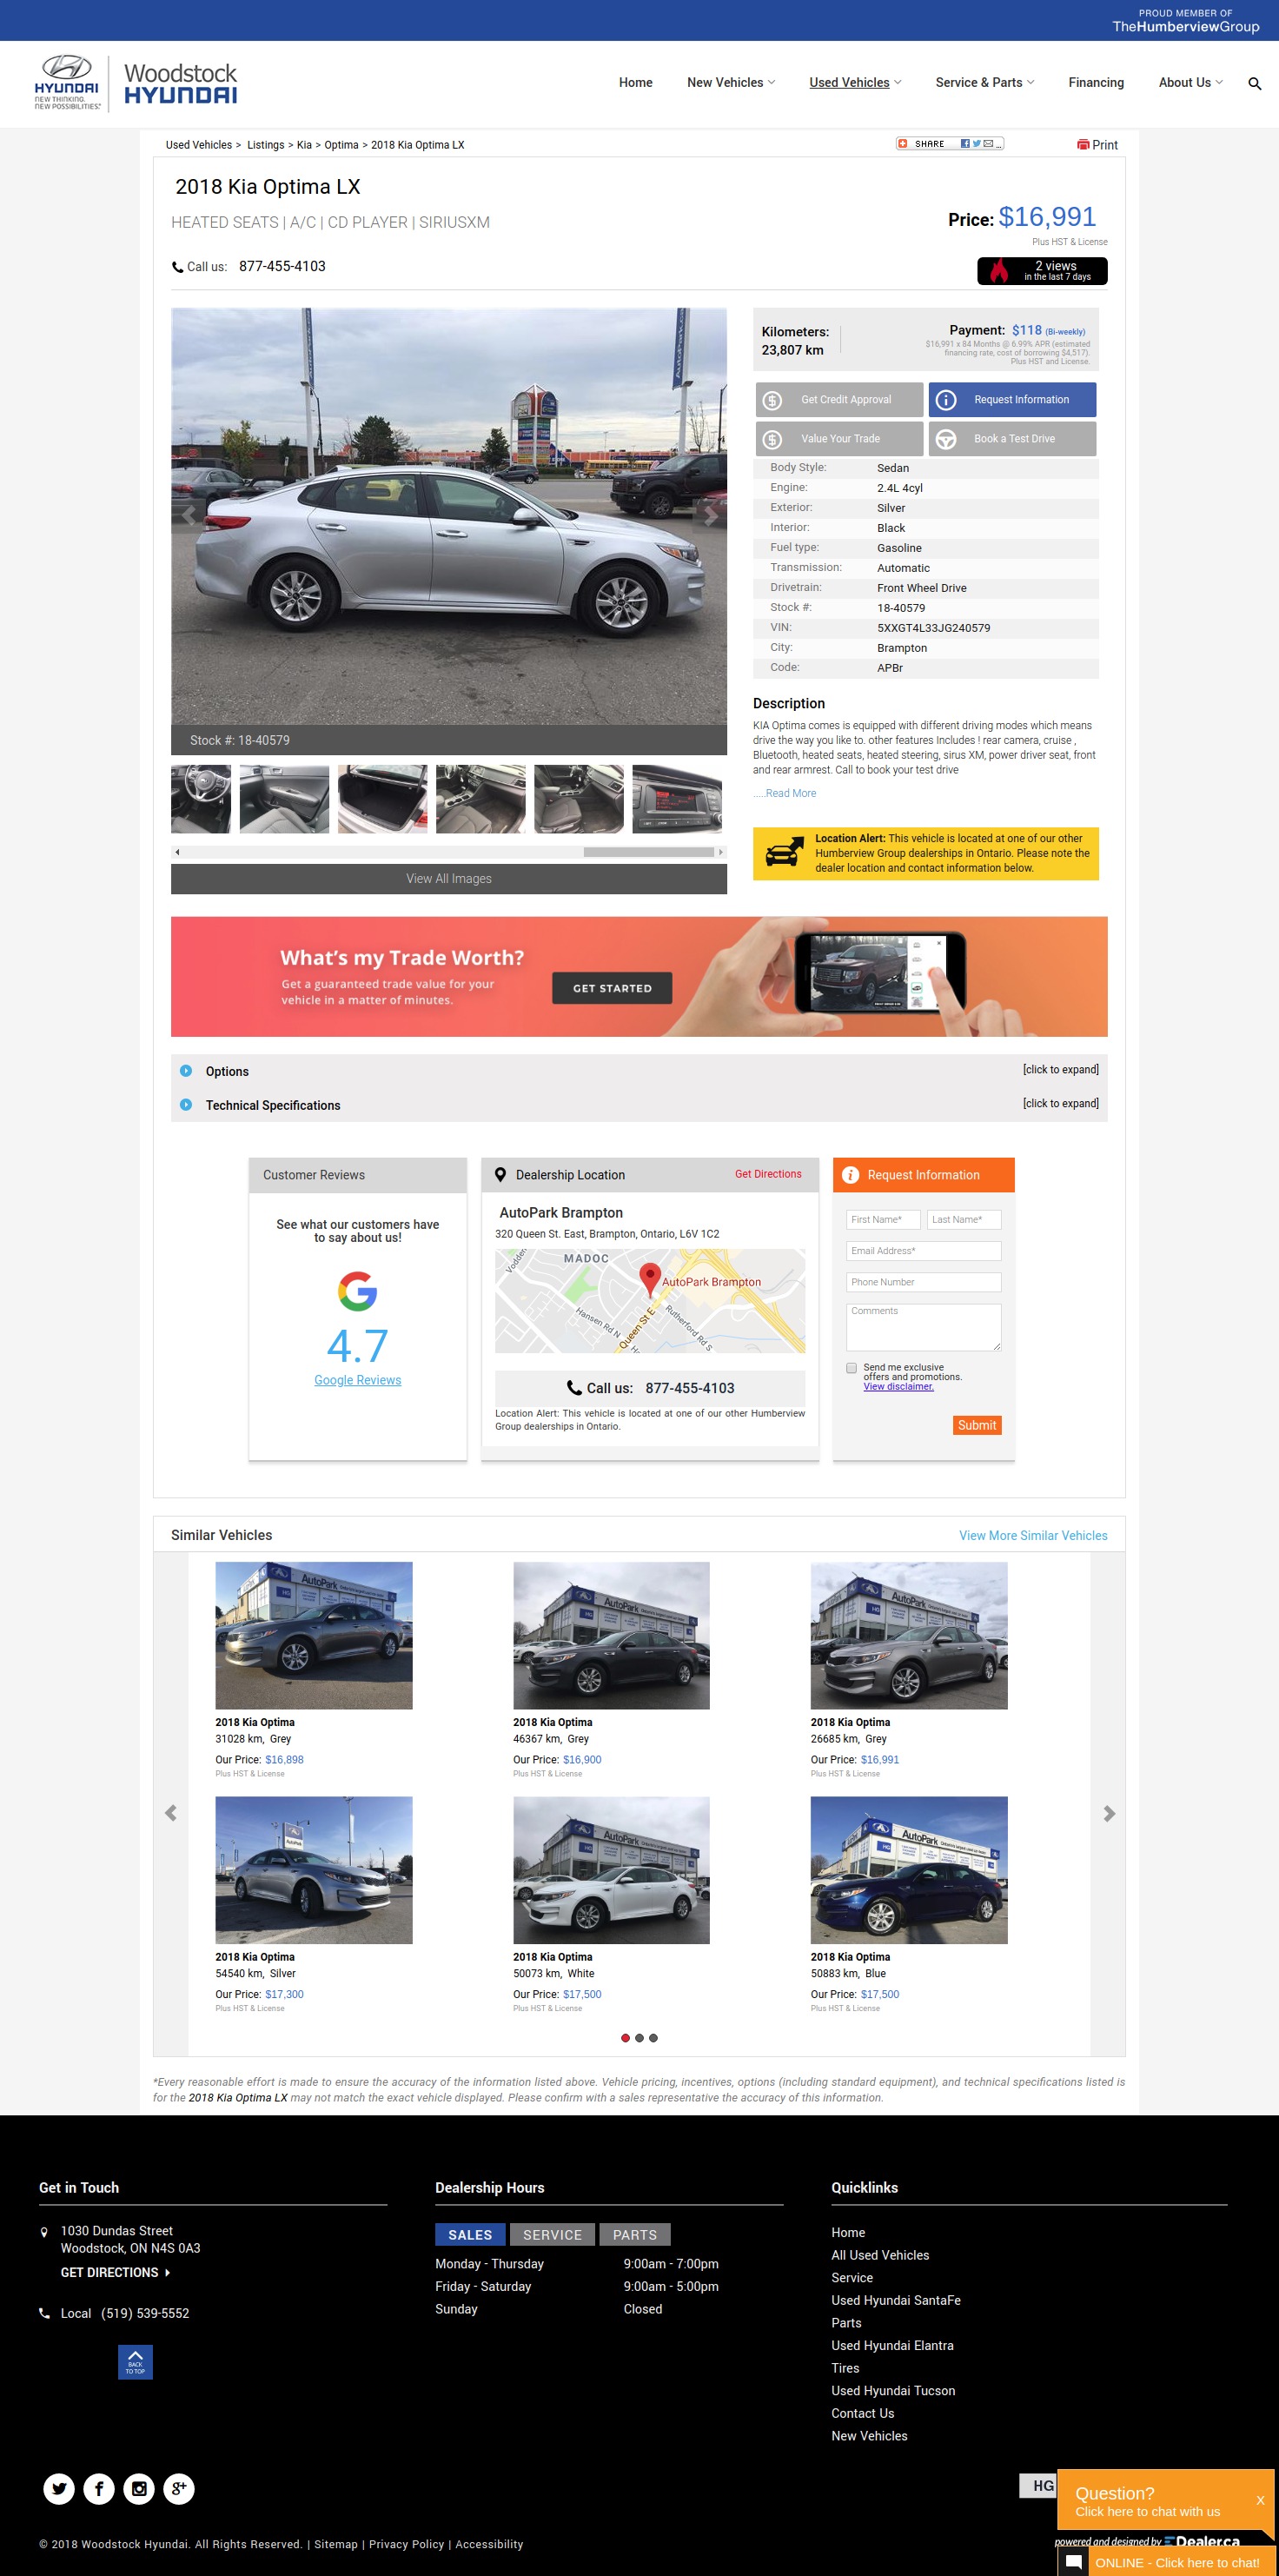 PROUD MEMBER OF
TheHumberviewGroup
HYUNDAI
NEW THINKING.
NEW POSSIBILITIES.
Woodstock
HYUNDAI
Home
New Vehicles
Used Vehicles
Service & Parts
Financing
About Us
Used Vehicles > Listings > Kia > Optima > 2018 Kia Optima LX
SHARE
Print
2018 Kia Optima LX
HEATED SEATS | A/C | CD PLAYER | SIRIUSXM
Price: $16,991
Plus HST & License
Call us: 877-455-4103
2 views
in the last 7 days
Kilometers:
23,807 km
Payment: $118 (Bi-weekly)
$16,991 x 84 Months @ 6.99% APR (estimated
financing rate, cost of borrowing $4,517).
Plus HST and License.
Get Credit Approval
Request Information
Value Your Trade
Book a Test Drive
Body Style: Sedan
Engine: 2.4L 4cyl
Exterior: Silver
Interior: Black
Fuel type: Gasoline
Transmission: Automatic
Drivetrain: Front Wheel Drive
Stock #: 18-40579
VIN: 5XXGT4L33JG240579
City: Brampton
Code: APBr
Stock #: 18-40579
View All Images
Description
KIA Optima comes is equipped with different driving modes which means
drive the way you like to. other features Includes ! rear camera, cruise ,
Bluetooth, heated seats, heated steering, sirus XM, power driver seat, front
and rear armrest. Call to book your test drive
.....Read More
Location Alert: This vehicle is located at one of our other
Humberview Group dealerships in Ontario. Please note the
dealer location and contact information below.
What's my Trade Worth?
Get a guaranteed trade value for your
vehicle in a matter of minutes.
GET STARTED
Options [click to expand]
Technical Specifications [click to expand]
Customer Reviews
See what our customers have
to say about us!
4.7
Google Reviews
Dealership Location
Get Directions
AutoPark Brampton
320 Queen St. East, Brampton, Ontario, L6V 1C2
Vodden
MADOC
AutoPark Brampton
Hansen Rd N
Queen St E
Rutherford Rd S
Call us: 877-455-4103
Location Alert: This vehicle is located at one of our other Humberview
Group dealerships in Ontario.
Request Information
First Name*
Last Name*
Email Address*
Phone Number
Comments
Send me exclusive
offers and promotions.
View disclaimer.
Submit
Similar Vehicles
View More Similar Vehicles
2018 Kia Optima
31028 km, Grey
Our Price: $16,898
Plus HST & License
2018 Kia Optima
46367 km, Grey
Our Price: $16,900
Plus HST & License
2018 Kia Optima
26685 km, Grey
Our Price: $16,991
Plus HST & License
2018 Kia Optima
54540 km, Silver
Our Price: $17,300
Plus HST & License
2018 Kia Optima
50073 km, White
Our Price: $17,500
Plus HST & License
2018 Kia Optima
50883 km, Blue
Our Price: $17,500
Plus HST & License
*Every reasonable effort is made to ensure the accuracy of the information listed above. Vehicle pricing, incentives, options (including standard equipment), and technical specifications listed is
for the 2018 Kia Optima LX may not match the exact vehicle displayed. Please confirm with a sales representative the accuracy of this information.
Get in Touch
1030 Dundas Street
Woodstock, ON N4S 0A3
GET DIRECTIONS
Local (519) 539-5552
BACK
TO TOP
Dealership Hours
SALES
SERVICE
PARTS
Monday - Thursday 9:00am - 7:00pm
Friday - Saturday 9:00am - 5:00pm
Sunday Closed
Quicklinks
Home
All Used Vehicles
Service
Used Hyundai SantaFe
Parts
Used Hyundai Elantra
Tires
Used Hyundai Tucson
Contact Us
New Vehicles
HG
Question?
Click here to chat with us
X
powered and designed by EDealer.ca
ONLINE - Click here to chat!
© 2018 Woodstock Hyundai. All Rights Reserved. | Sitemap | Privacy Policy | Accessibility